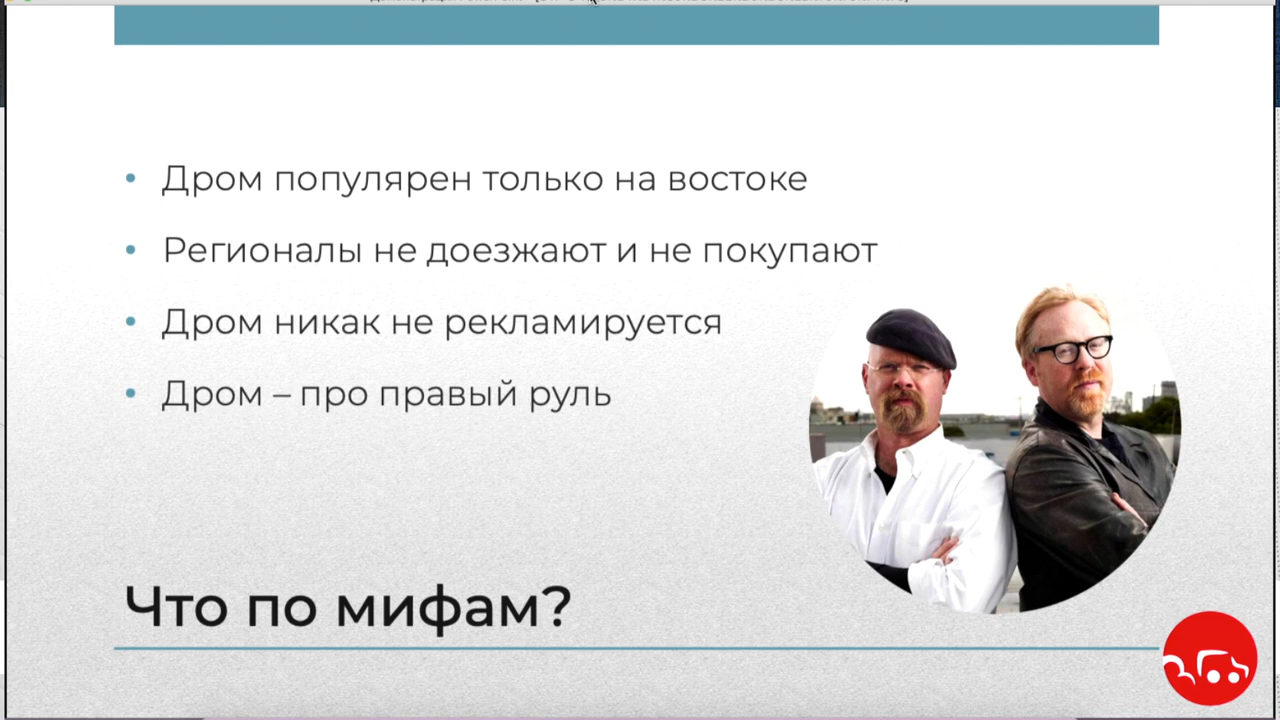 Дром популярен только на востоке
Регионалы не доезжают и не покупают
Дром никак не рекламируется
Дром – про правый руль
Что по мифам?